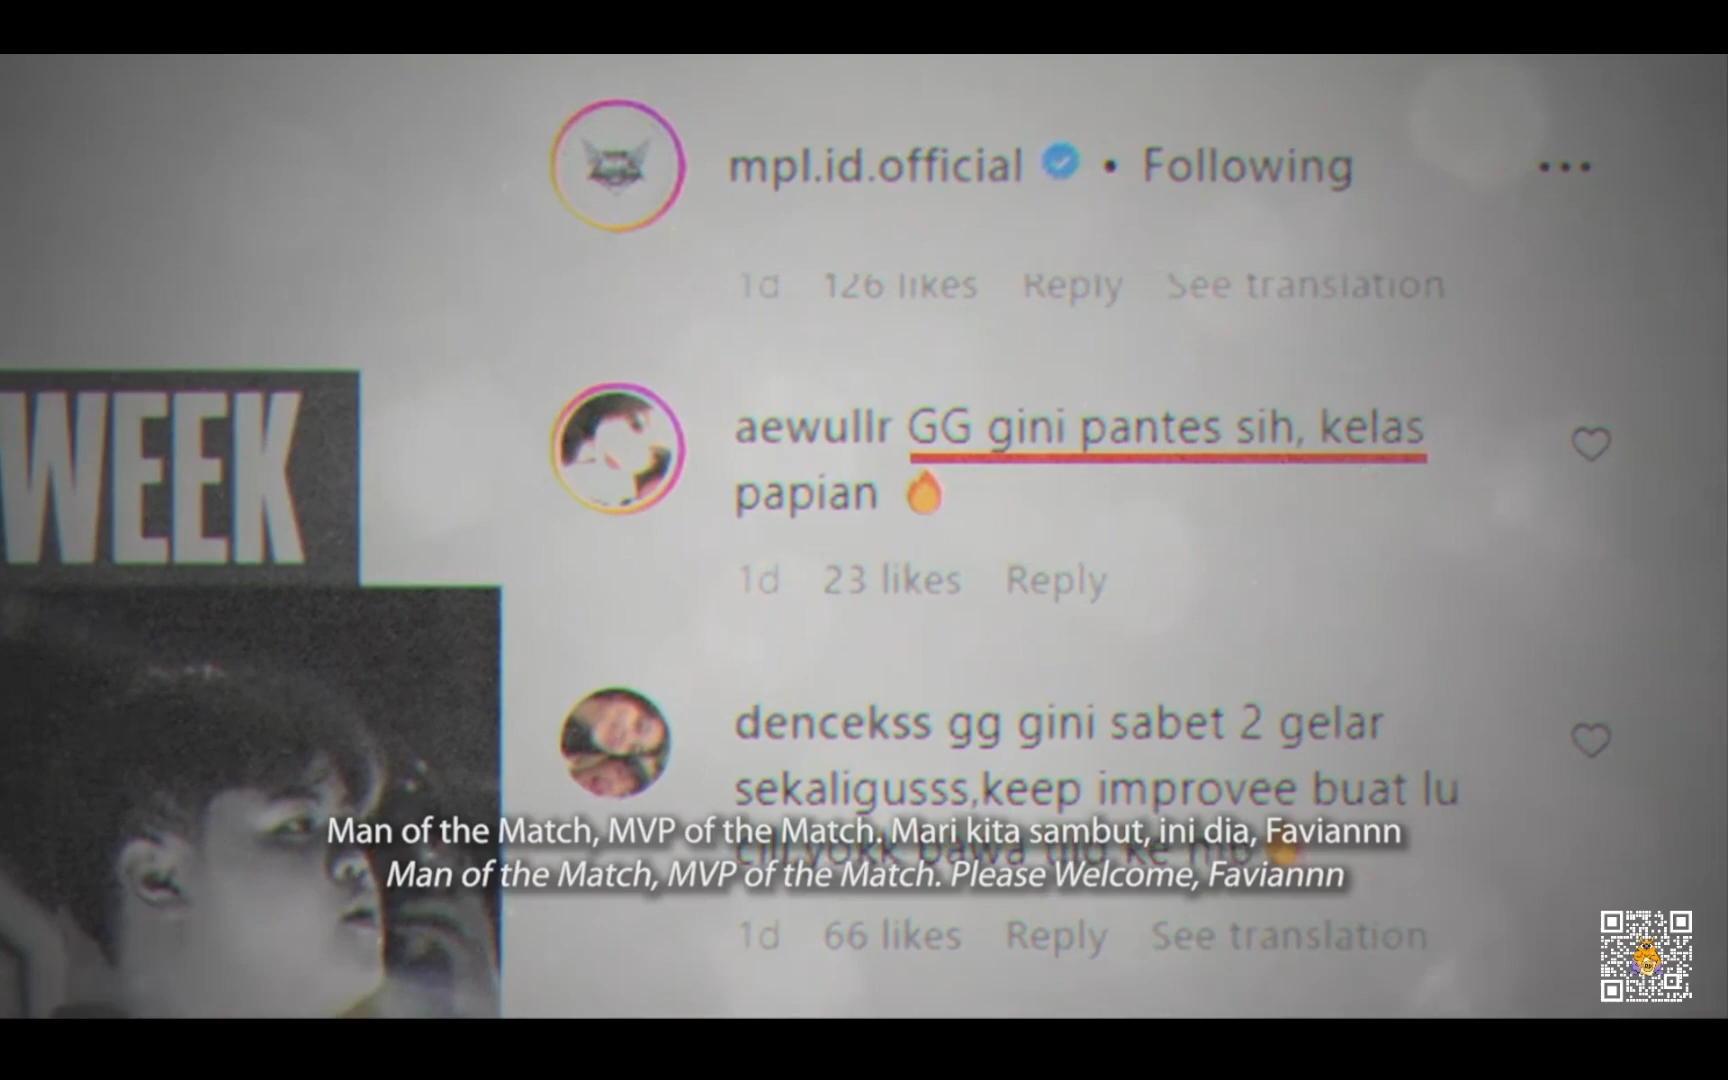 mpl.id.official • Following
1d 126 likes Reply See translation
WEEK
aewullr GG gini pantes sih, kelas
papian 🔥
1d 23 likes Reply
dencekss gg gini sabet 2 gelar
sekaligusss,keep improvee buat lu
Man of the Match, MVP of the Match. Mari kita sambut, ini dia, Faviannn
Man of the Match, MVP of the Match. Please Welcome, Faviannn
1d 66 likes Reply See translation